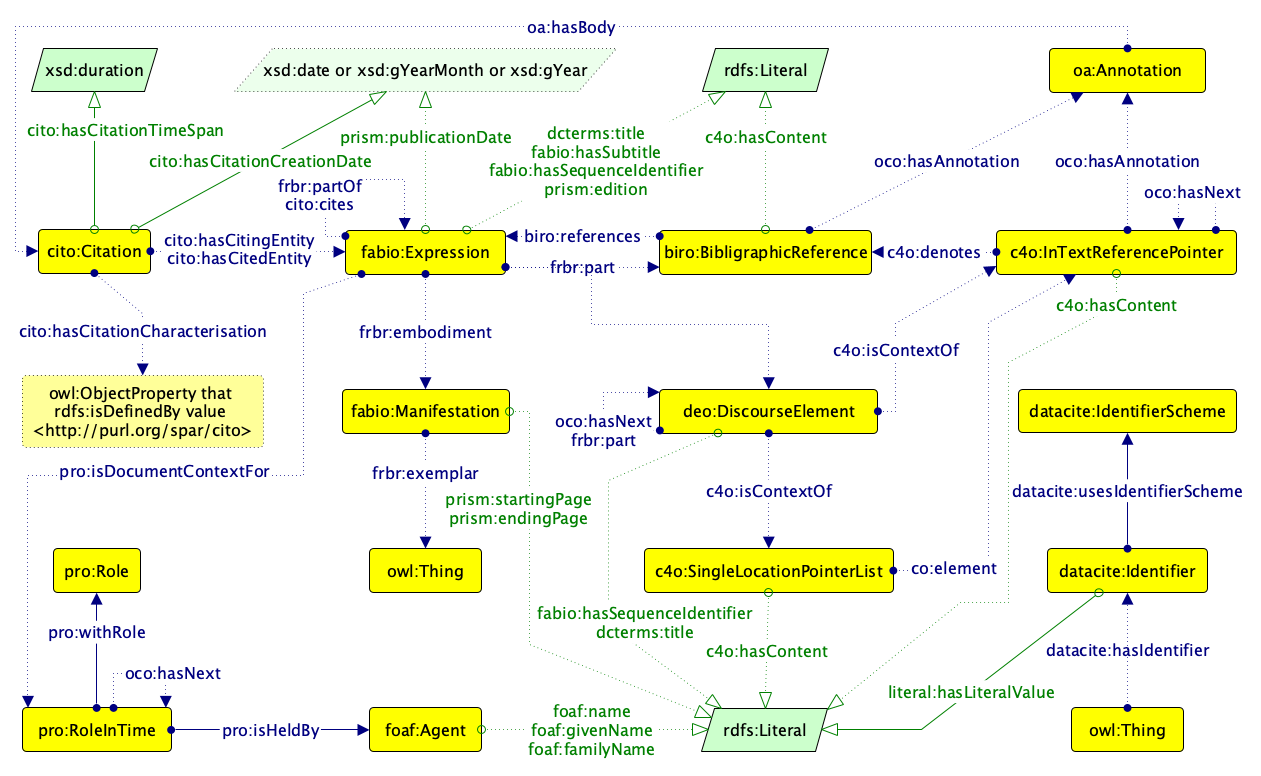 oa:hasBody
xsd:duration
xsd:date or xsd:gYearMonth or xsd:gYear
rdfs:Literal
oa:Annotation
cito:hasCitationTimeSpan
prism:publicationDate
dcterms:title
fabio:hasSubtitle
fabio:hasSequenceIdentifier
prism:edition
c4o:hasContent
cito:hasCitationCreationDate
oco:hasAnnotation
oco:hasAnnotation
frbr:partOf
cito:cites
oco:hasNext
cito:Citation
cito:hasCitingEntity
cito:hasCitedEntity
fabio:Expression
biro:references
biro:BibligraphicReference
c4o:denotes
c4o:InTextReferencePointer
frbr:part
c4o:hasContent
cito:hasCitationCharacterisation
frbr:embodiment
c4o:isContextOf
owl:ObjectProperty that
rdfs:isDefinedBy value
<http://purl.org/spar/cito>
fabio:Manifestation
oco:hasNext
frbr:part
deo:DiscourseElement
datacite:IdentifierScheme
pro:isDocumentContextFor
frbr:exemplar
prism:startingPage
prism:endingPage
c4o:isContextOf
datacite:usesIdentifierScheme
pro:Role
owl:Thing
c4o:SingleLocationPointerList
co:element
datacite:Identifier
fabio:hasSequenceIdentifier
dcterms:title
pro:withRole
c4o:hasContent
datacite:hasIdentifier
oco:hasNext
literal:hasLiteralValue
pro:RoleInTime
pro:isHeldBy
foaf:Agent
foaf:name
foaf:givenName
foaf:familyName
rdfs:Literal
owl:Thing